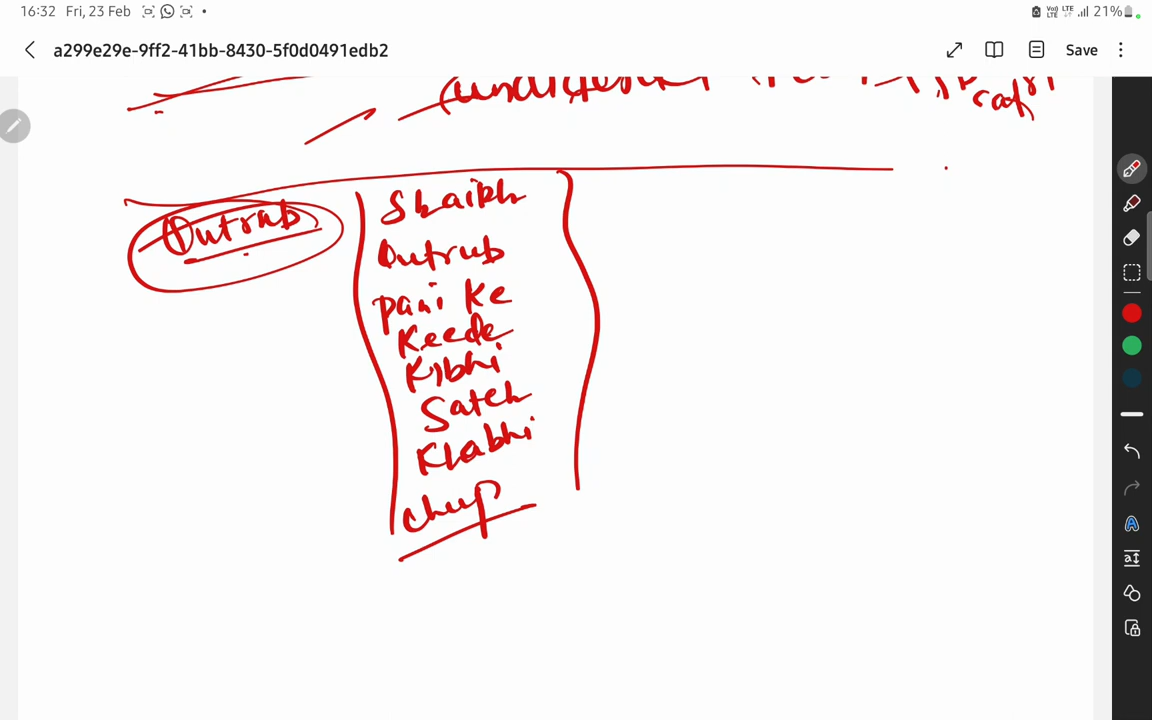 16:32 Fri, 23 Feb
21%
a299e29e-9ff2-41bb-8430-5f0d0491edb2
Save
Qutrub
Shaikh
Qutrub
pani Ke
Keede
Kabhi
Sateh
Khabhi
chup